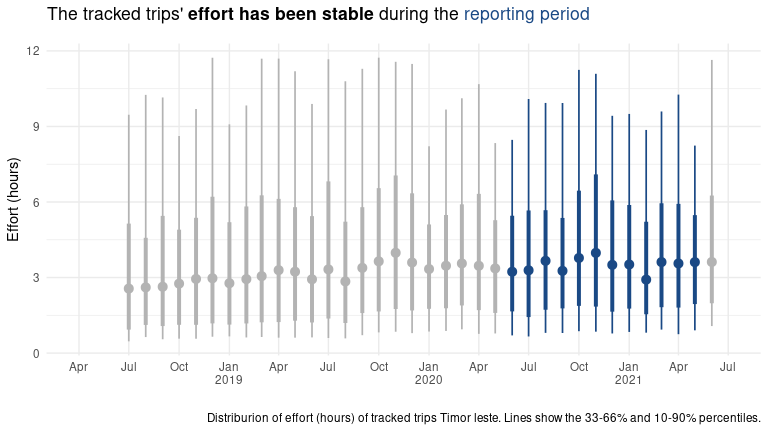 The tracked trips' effort has been stable during the reporting period
Effort (hours)
12
9
6
3
0
Apr Jul Oct Jan Apr Jul Oct Jan Apr Jul Oct Jan Apr Jul
2019 2020 2021
Distriburion of effort (hours) of tracked trips Timor leste. Lines show the 33-66% and 10-90% percentiles.